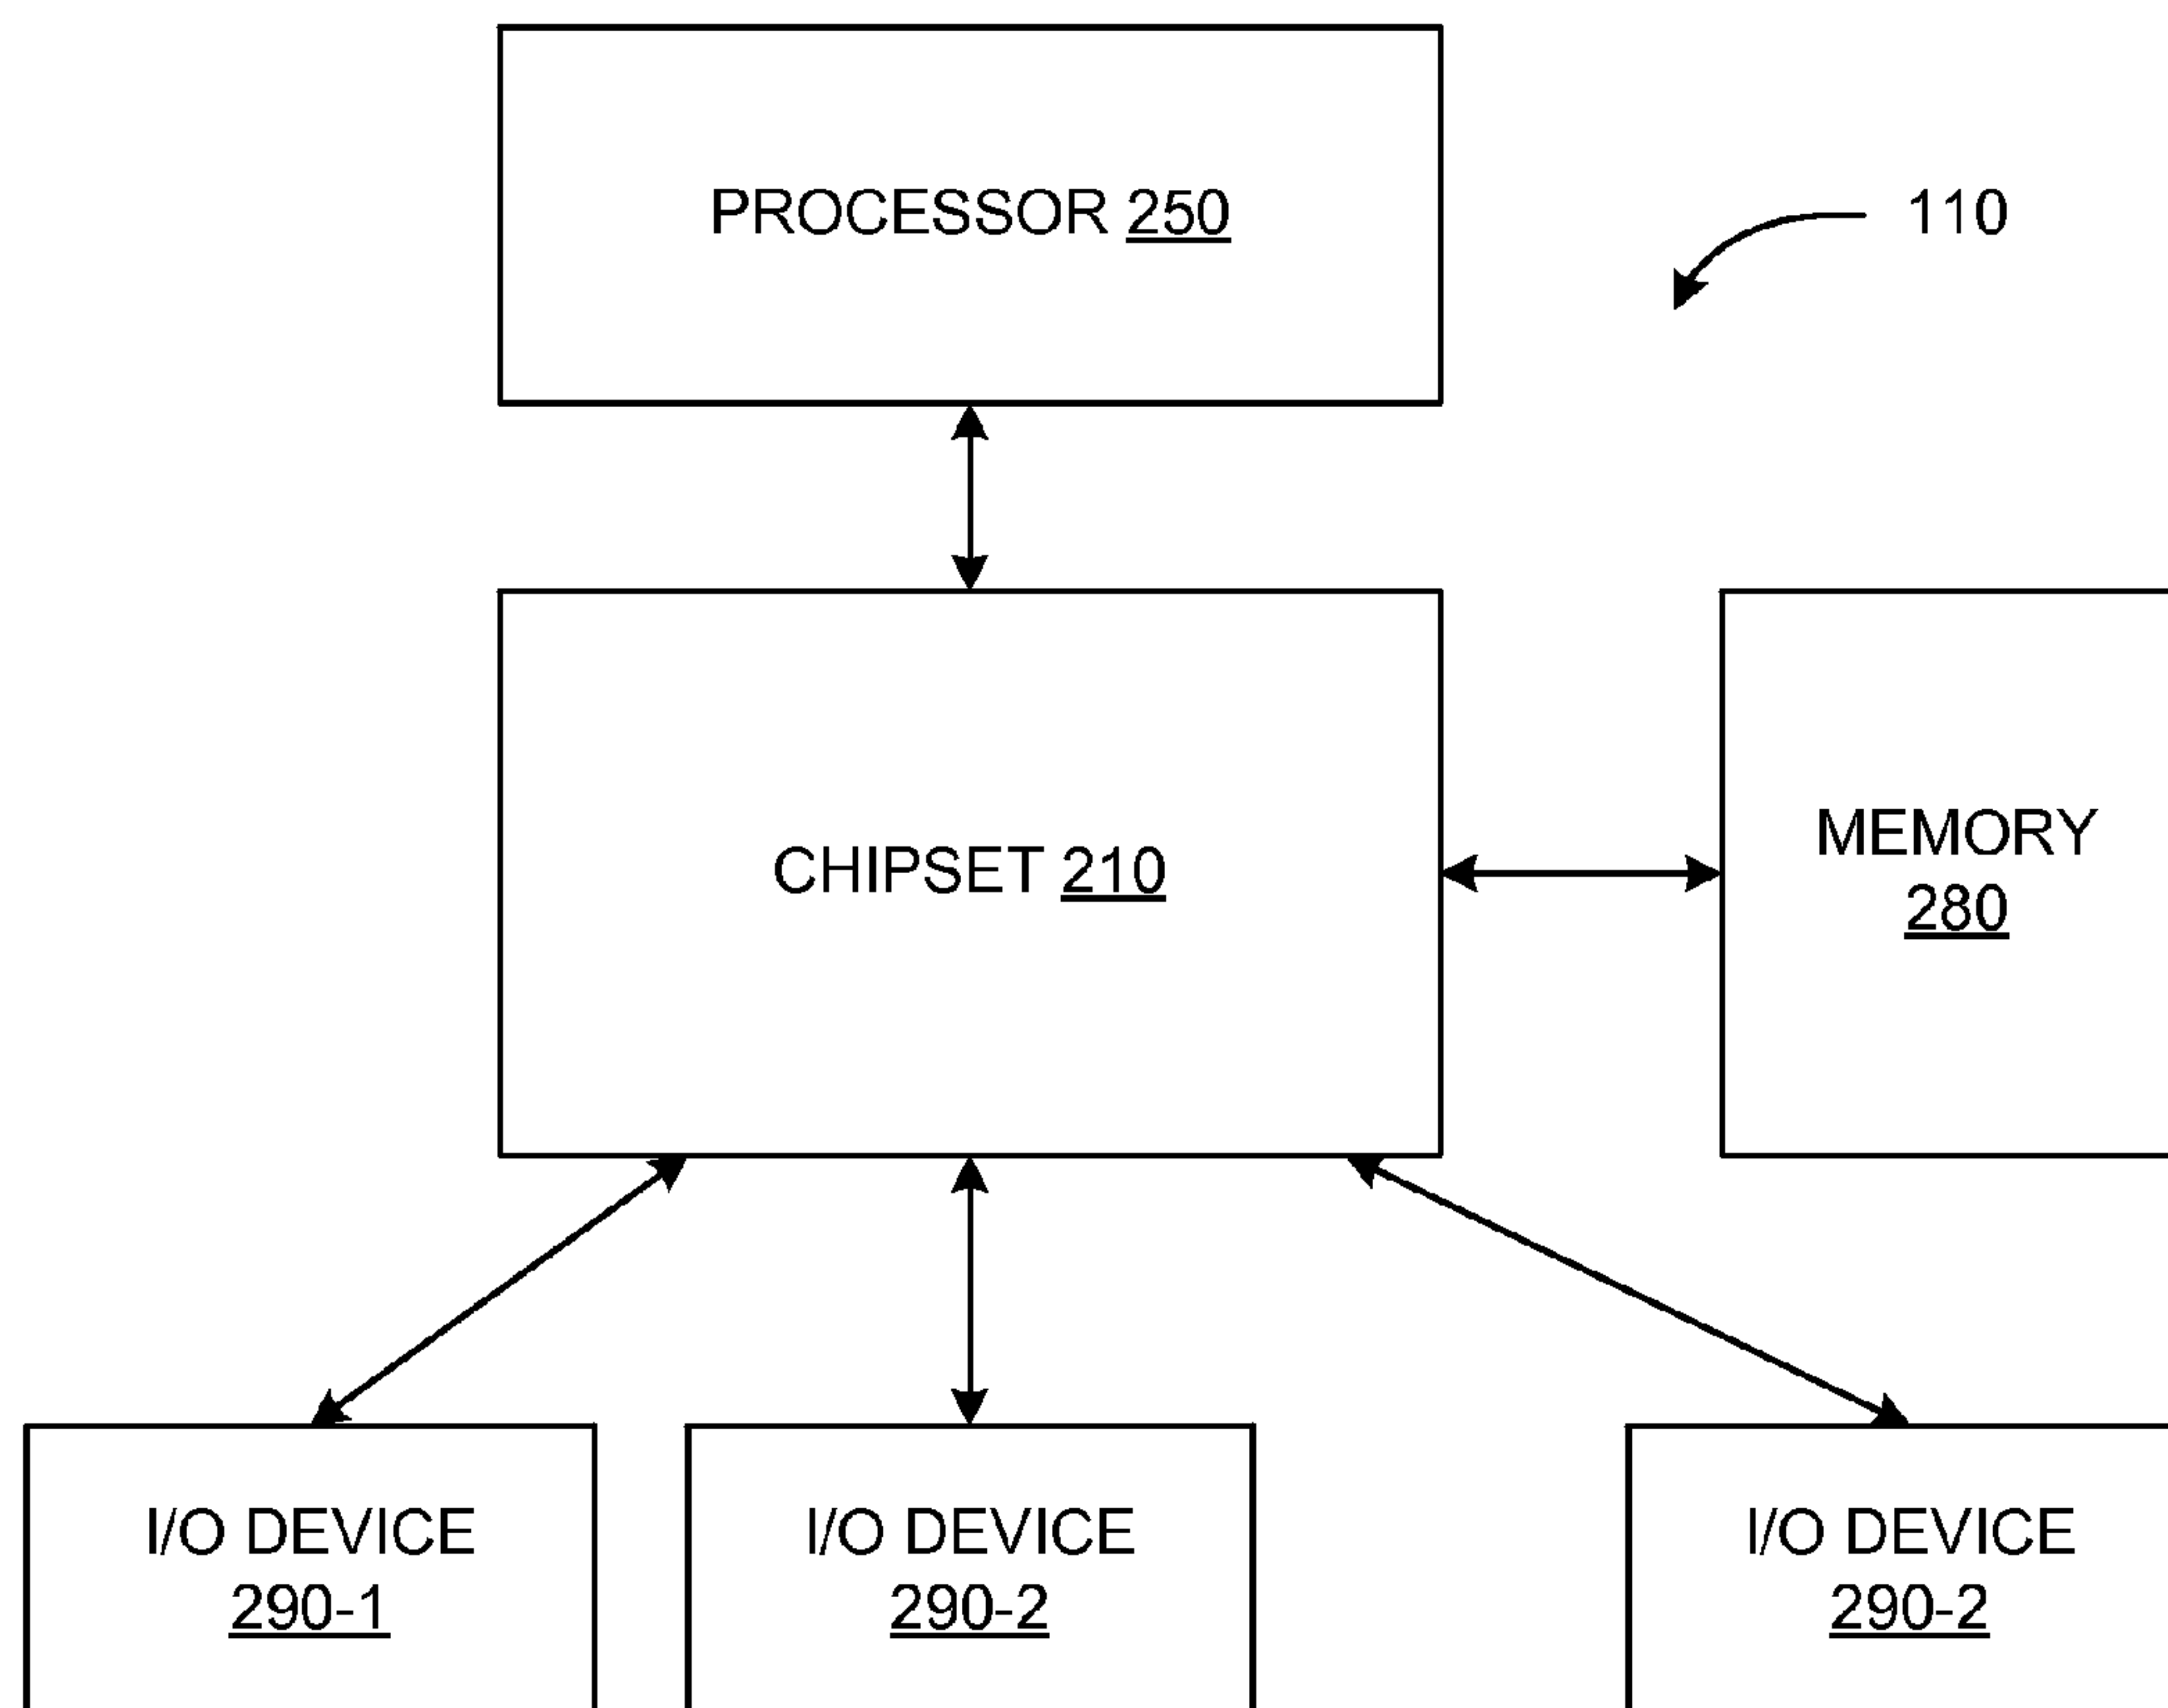 PROCESSOR 250
110
CHIPSET 210
MEMORY
280
I/O DEVICE
290-1
I/O DEVICE
290-2
I/O DEVICE
290-2